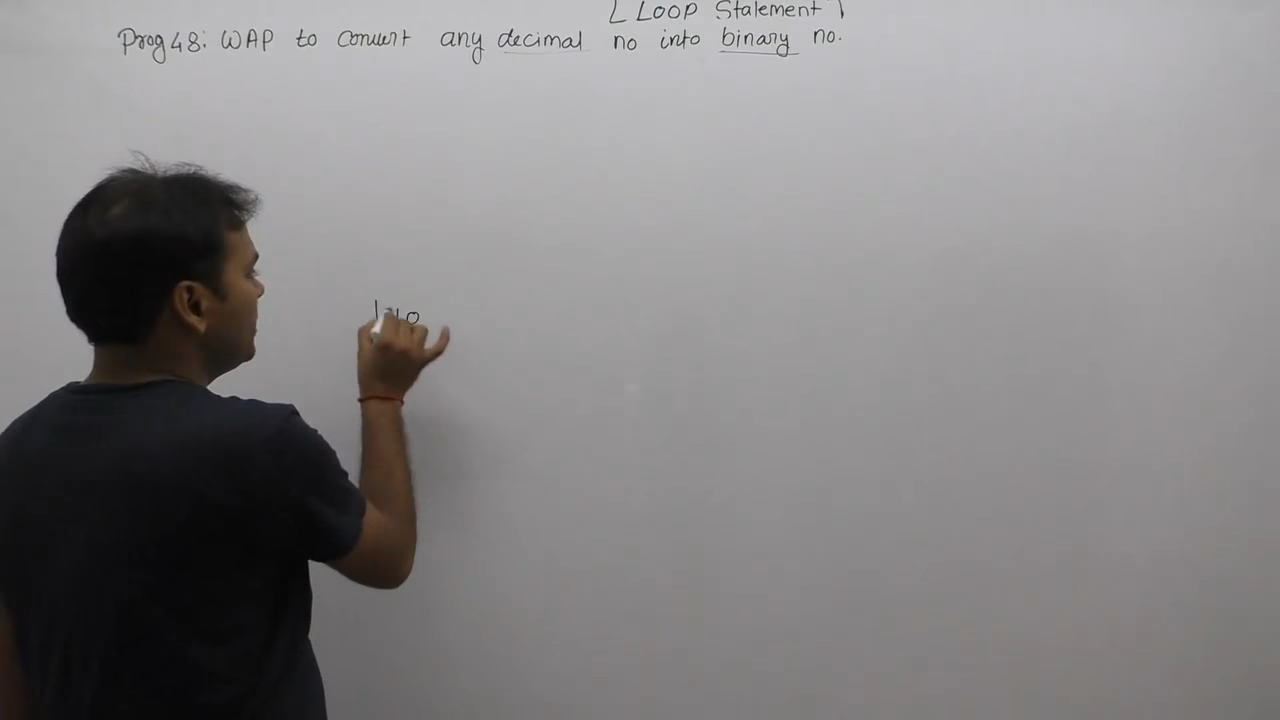 [ LOOP Statement ]
Prog 48: WAP to convert any decimal no into binary no.